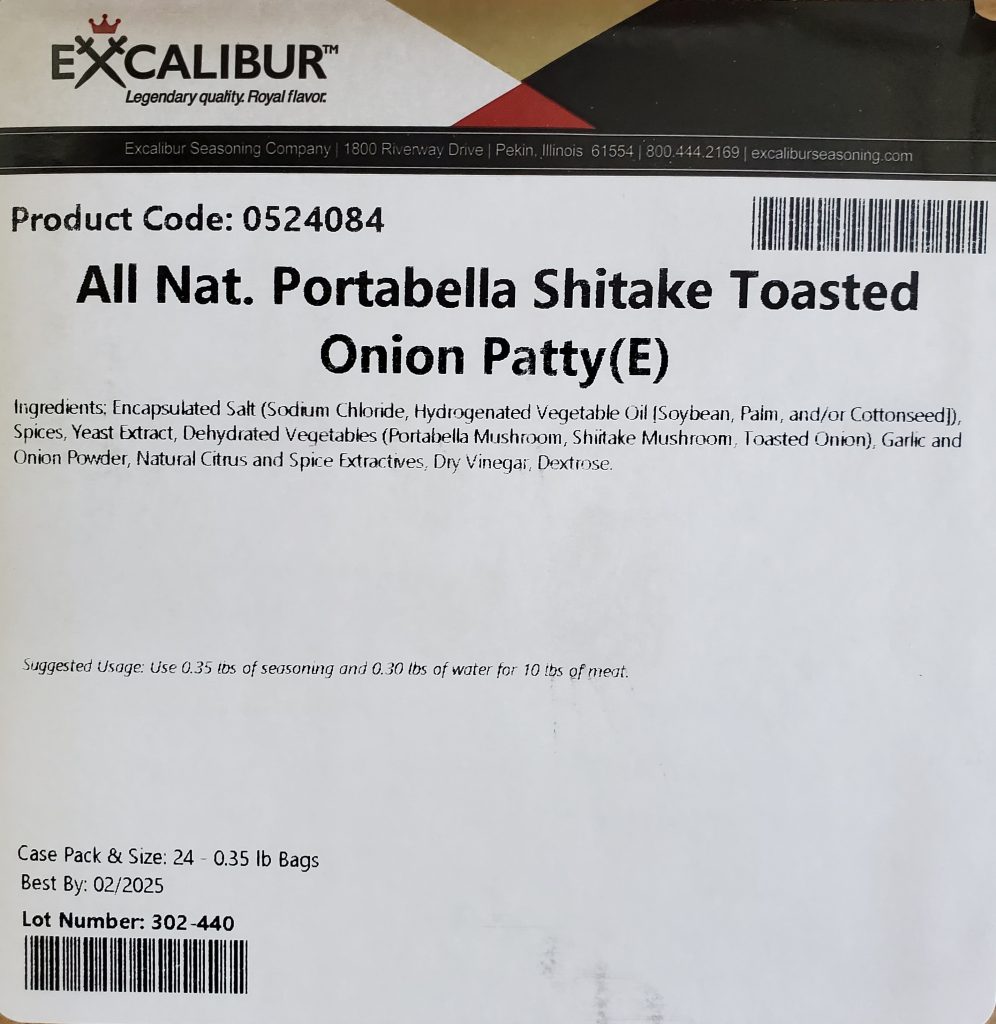 EXCALIBUR™
Legendary quality. Royal flavor.
Excalibur Seasoning Company | 1800 Riverway Drive | Pekin, Illinois 61554 | 800.444.2169 | excaliburseasoning.com
Product Code: 0524084
All Nat. Portabella Shitake Toasted
Onion Patty(E)
Ingredients: Encapsulated Salt (Sodium Chloride, Hydrogenated Vegetable Oil [Soybean, Palm, and/or Cottonseed]),
Spices, Yeast Extract, Dehydrated Vegetables (Portabella Mushroom, Shiitake Mushroom, Toasted Onion), Garlic and
Onion Powder, Natural Citrus and Spice Extractives, Dry Vinegar, Dextrose.
Suggested Usage: Use 0.35 lbs of seasoning and 0.30 lbs of water for 10 lbs of meat.
Case Pack & Size: 24 - 0.35 lb Bags
Best By: 02/2025
Lot Number: 302-440